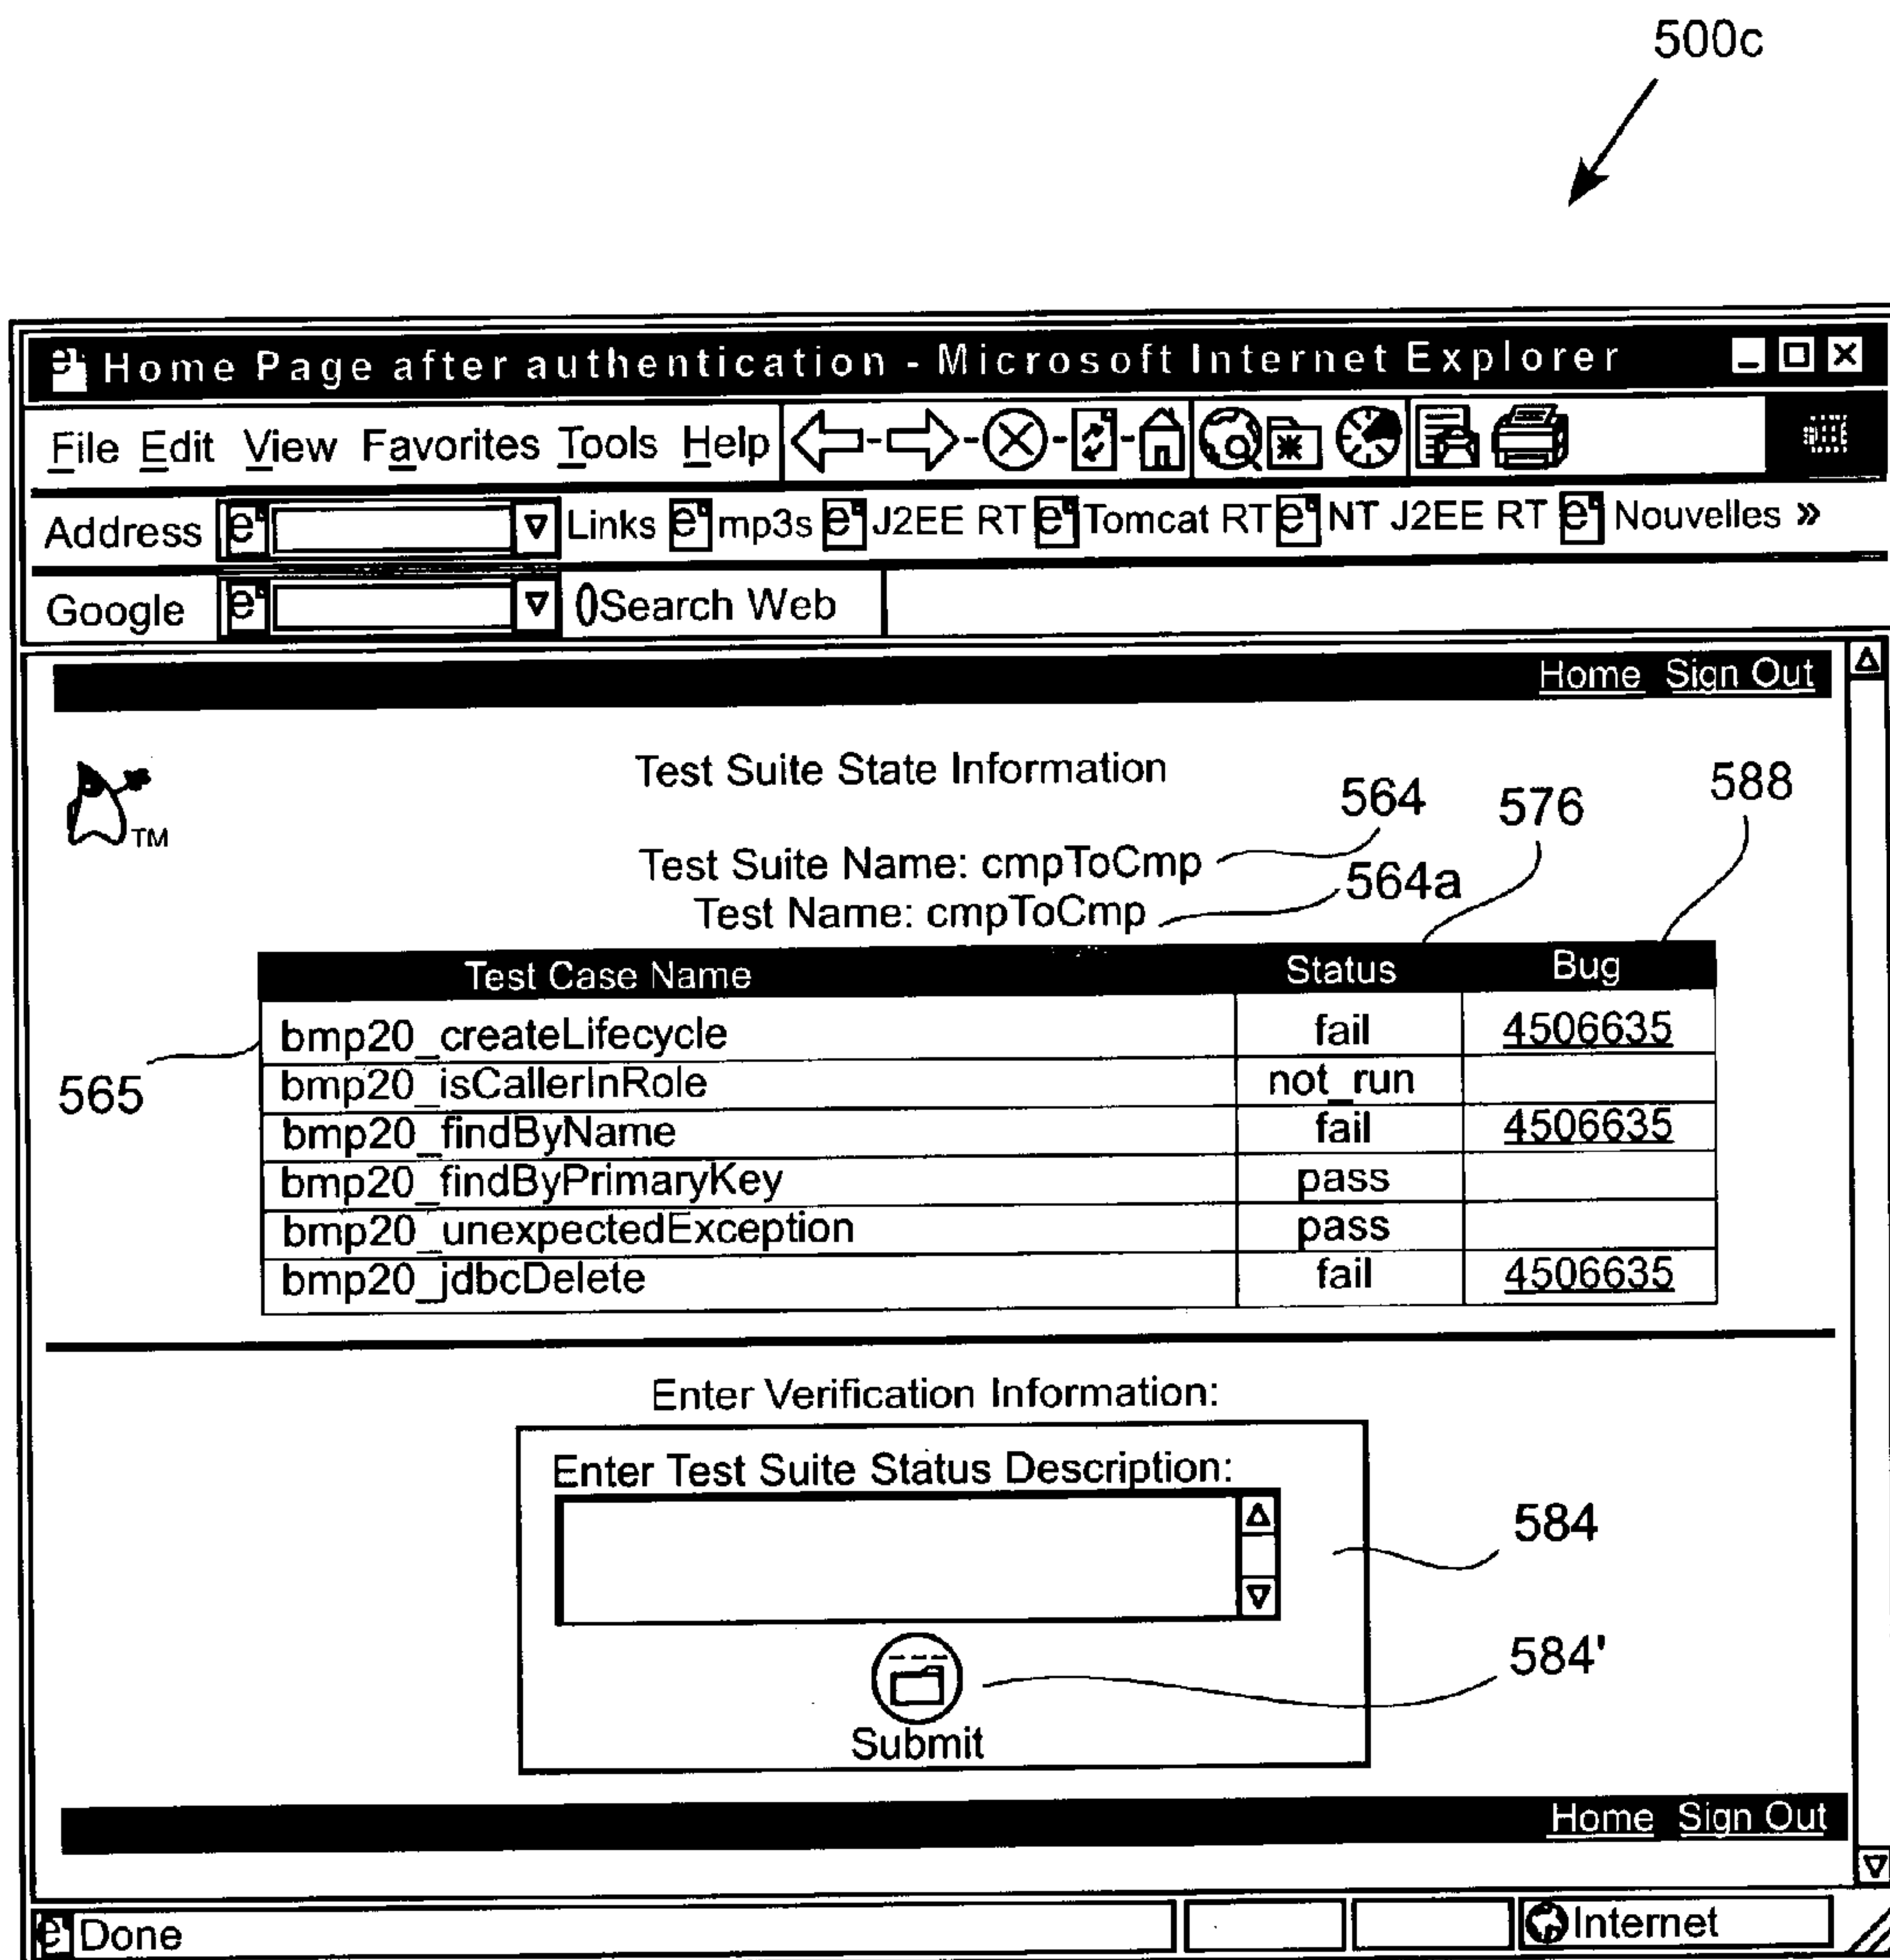 500c
Home Page after authentication - Microsoft Internet Explorer
File Edit View Favorites Tools Help
Address Links mp3s J2EE RT Tomcat RT NT J2EE RT Nouvelles »
Google Search Web
Home Sign Out
TM
Test Suite State Information
564 576 588
Test Suite Name: cmpToCmp
564a
Test Name: cmpToCmp
Test Case Name Status Bug
bmp20_createLifecycle fail 4506635
565
bmp20_isCallerInRole not_run
bmp20_findByName fail 4506635
bmp20_findByPrimaryKey pass
bmp20_unexpectedException pass
bmp20_jdbcDelete fail 4506635
Enter Verification Information:
Enter Test Suite Status Description:
584
584'
Submit
Home Sign Out
Done Internet